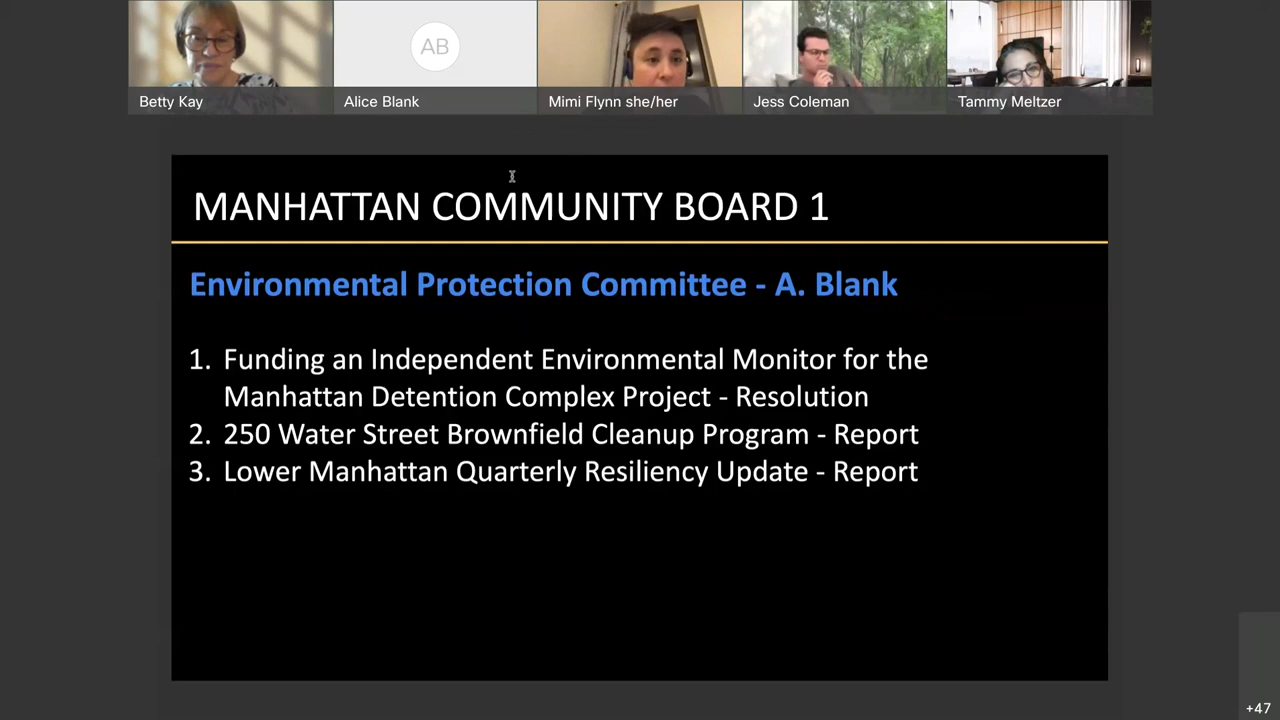 AB
Betty Kay
Alice Blank
Mimi Flynn she/her
Jess Coleman
Tammy Meltzer
MANHATTAN COMMUNITY BOARD 1
Environmental Protection Committee - A. Blank
1. Funding an Independent Environmental Monitor for the
Manhattan Detention Complex Project - Resolution
2. 250 Water Street Brownfield Cleanup Program - Report
3. Lower Manhattan Quarterly Resiliency Update - Report
+47